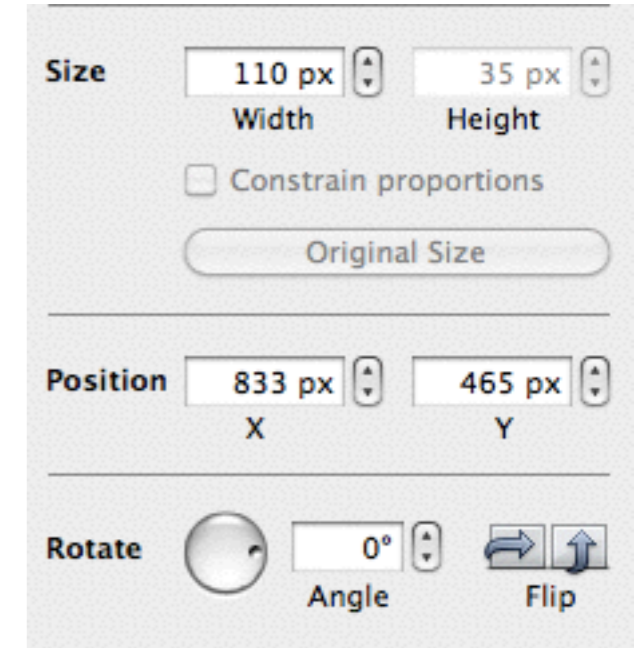 Size 110 px 35 px
Width Height
Constrain proportions
Original Size
Position 833 px 465 px
X Y
Rotate 0°
Angle Flip